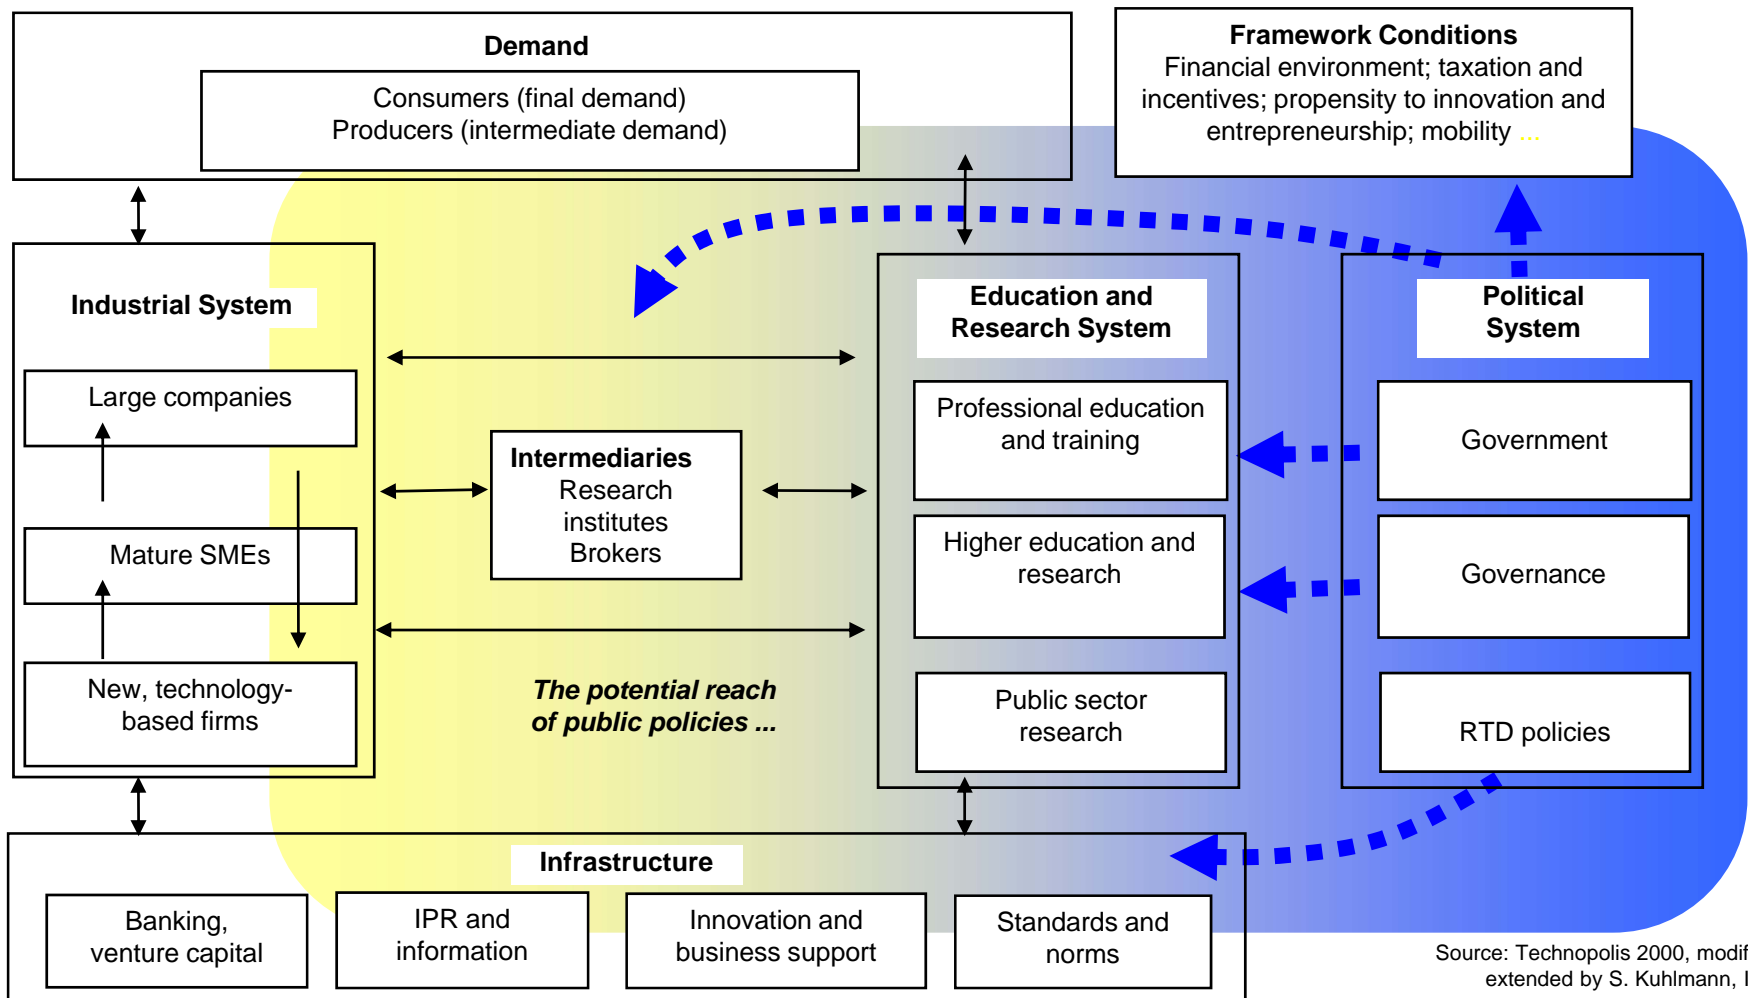 Demand
Consumers (final demand)
Producers (intermediate demand)
Framework Conditions
Financial environment; taxation and
incentives; propensity to innovation and
entrepreneurship; mobility ...
Industrial System
Large companies
Mature SMEs
New, technology-
based firms
Intermediaries
Research
institutes
Brokers
The potential reach
of public policies ...
Education and
Research System
Professional education
and training
Higher education and
research
Public sector
research
Political
System
Government
Governance
RTD policies
Infrastructure
Banking,
venture capital
IPR and
information
Innovation and
business support
Standards and
norms
Source: Technopolis 2000, modif
extended by S. Kuhlmann, I